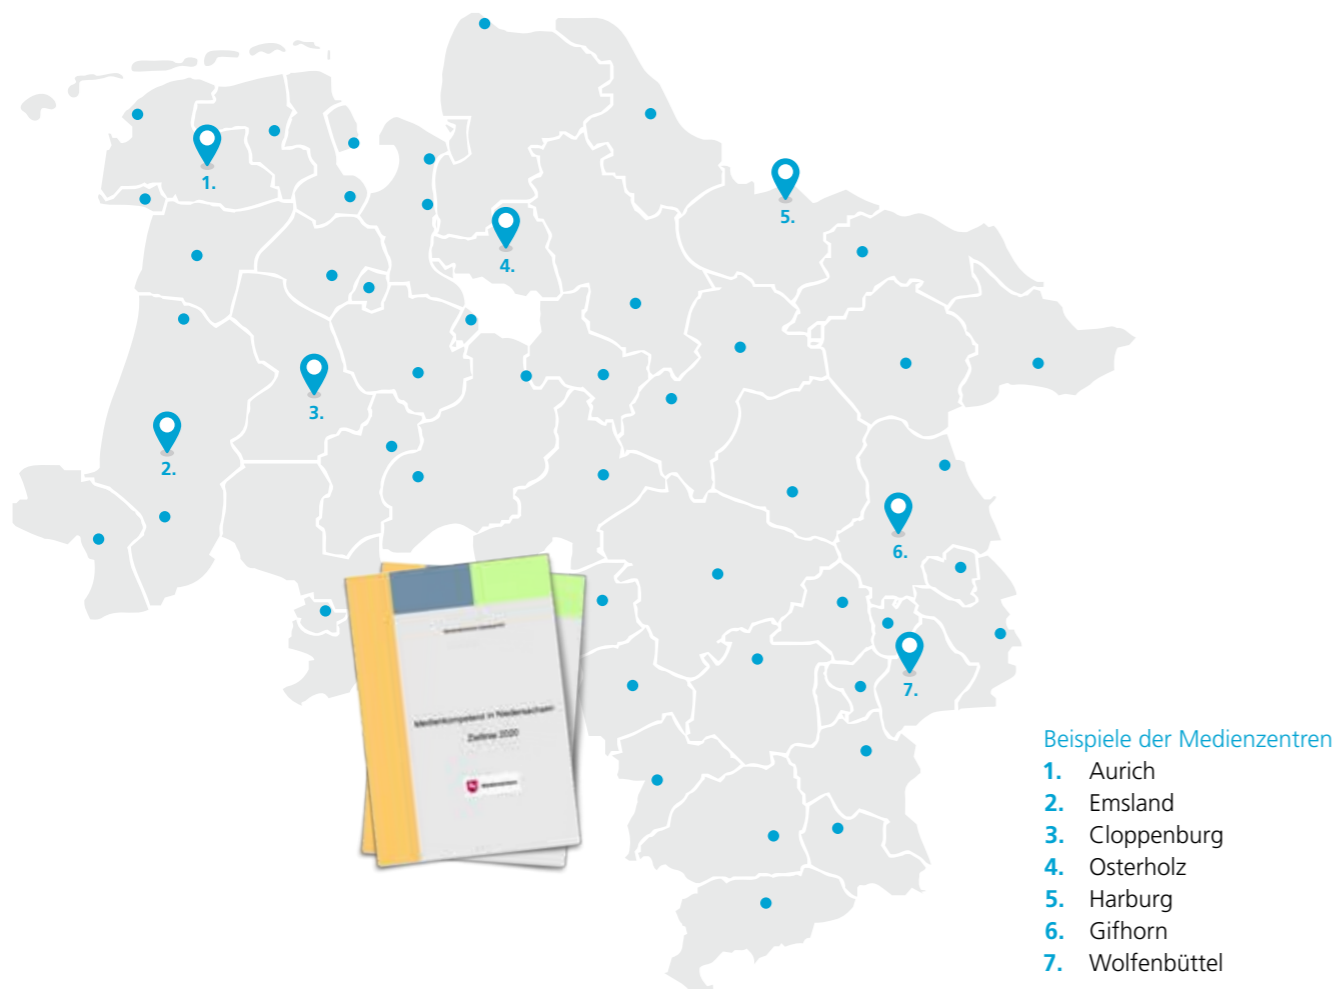 1.
5.
4.
3.
2.
6.
7.
Medienkompetenz in Niedersachsen
Ziellinie 2020
Beispiele der Medienzentren
1. Aurich
2. Emsland
3. Cloppenburg
4. Osterholz
5. Harburg
6. Gifhorn
7. Wolfenbüttel